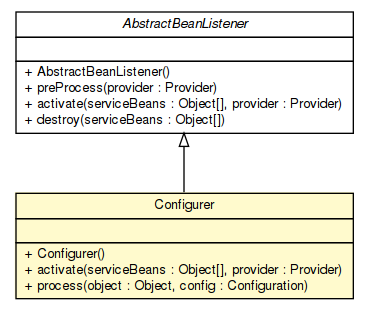 AbstractBeanListener
+ AbstractBeanListener()
+ preProcess(provider : Provider)
+ activate(serviceBeans : Object[], provider : Provider)
+ destroy(serviceBeans : Object[])
Configurer
+ Configurer()
+ activate(serviceBeans : Object[], provider : Provider)
+ process(object : Object, config : Configuration)